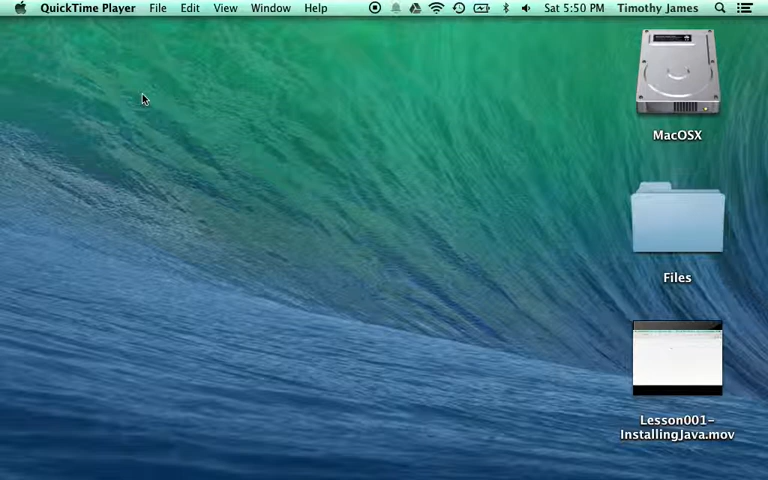 QuickTime Player File Edit View Window Help Sat 5:50 PM Timothy James
MacOSX
Files
Lesson001-
InstallingJava.mov